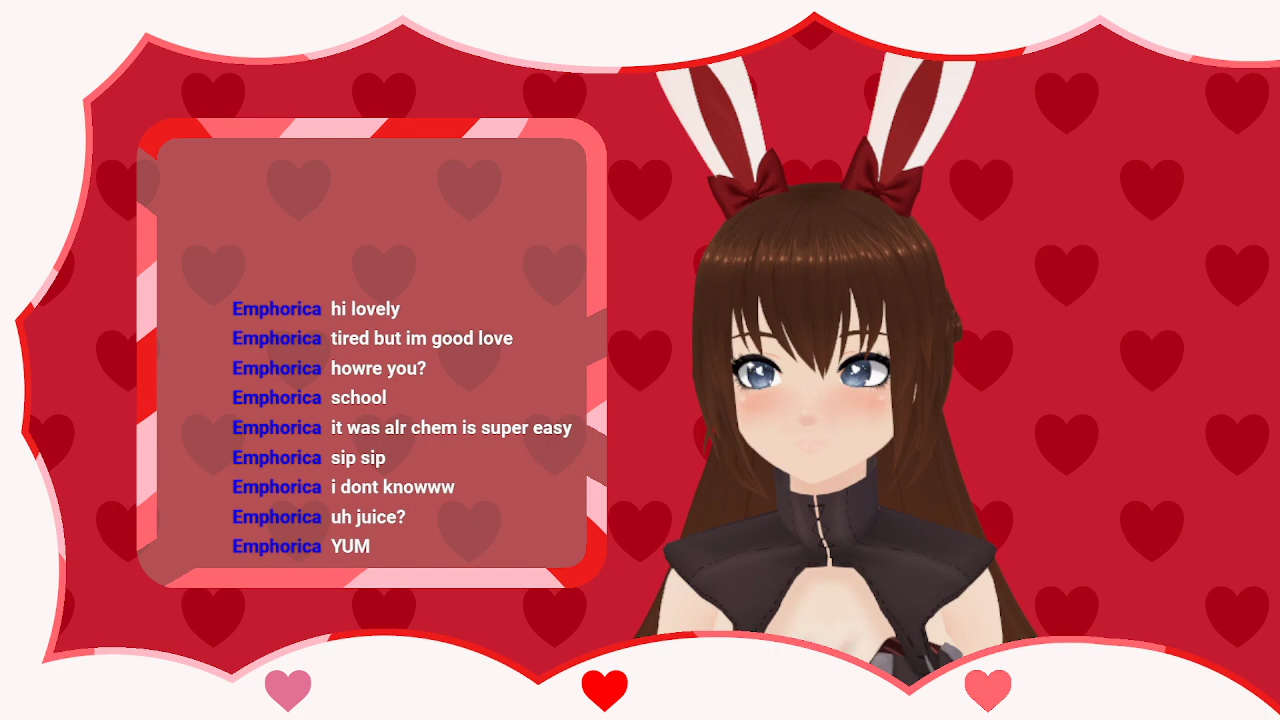 Emphorica hi lovely
Emphorica tired but im good love
Emphorica howre you?
Emphorica school
Emphorica it was alr chem is super easy
Emphorica sip sip
Emphorica i dont knowww
Emphorica uh juice?
Emphorica YUM